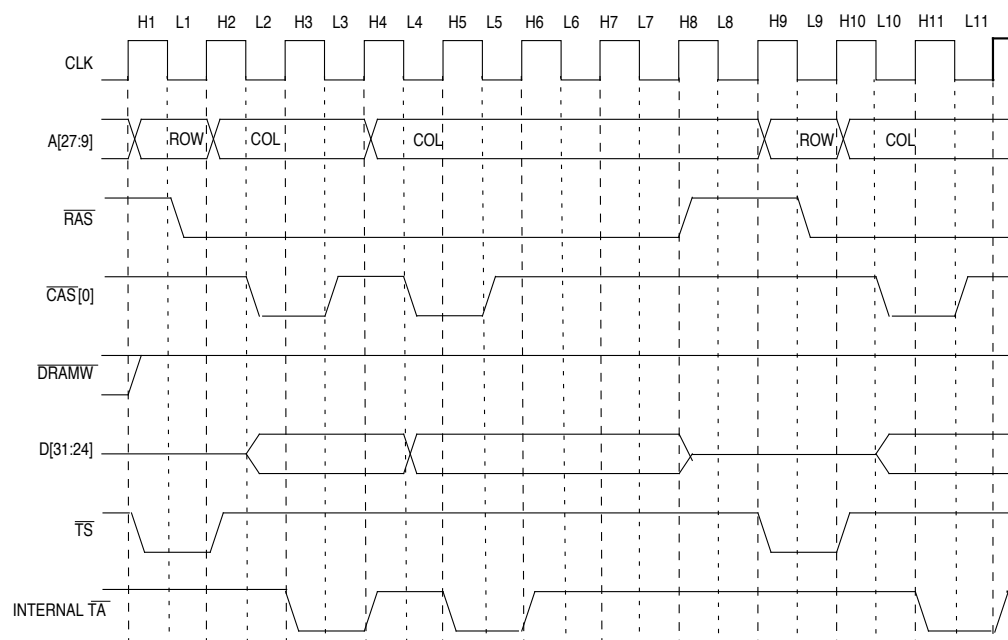 H1 L1 H2 L2 H3 L3 H4 L4 H5 L5 H6 L6 H7 L7 H8 L8 H9 L9 H10 L10 H11 L11
CLK
A[27:9] ROW COL COL ROW COL
RAS
CAS[0]
DRAMW
D[31:24]
TS
INTERNAL TA